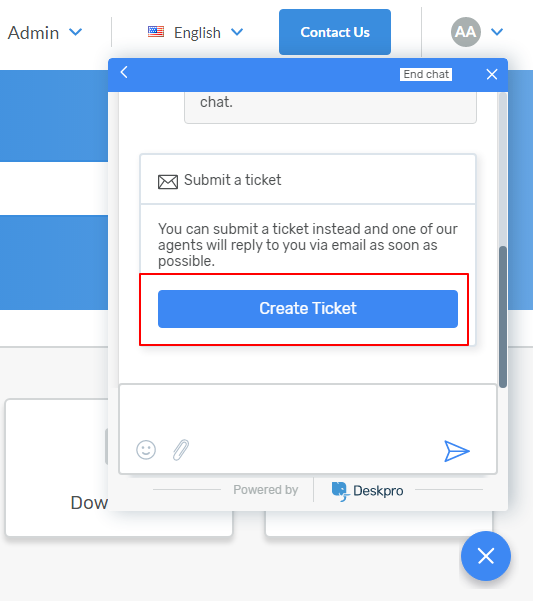 Admin
English
Contact Us
AA
End chat
chat.
Submit a ticket
You can submit a ticket instead and one of our
agents will reply to you via email as soon as
possible.
Create Ticket
Powered by
Deskpro
Dow